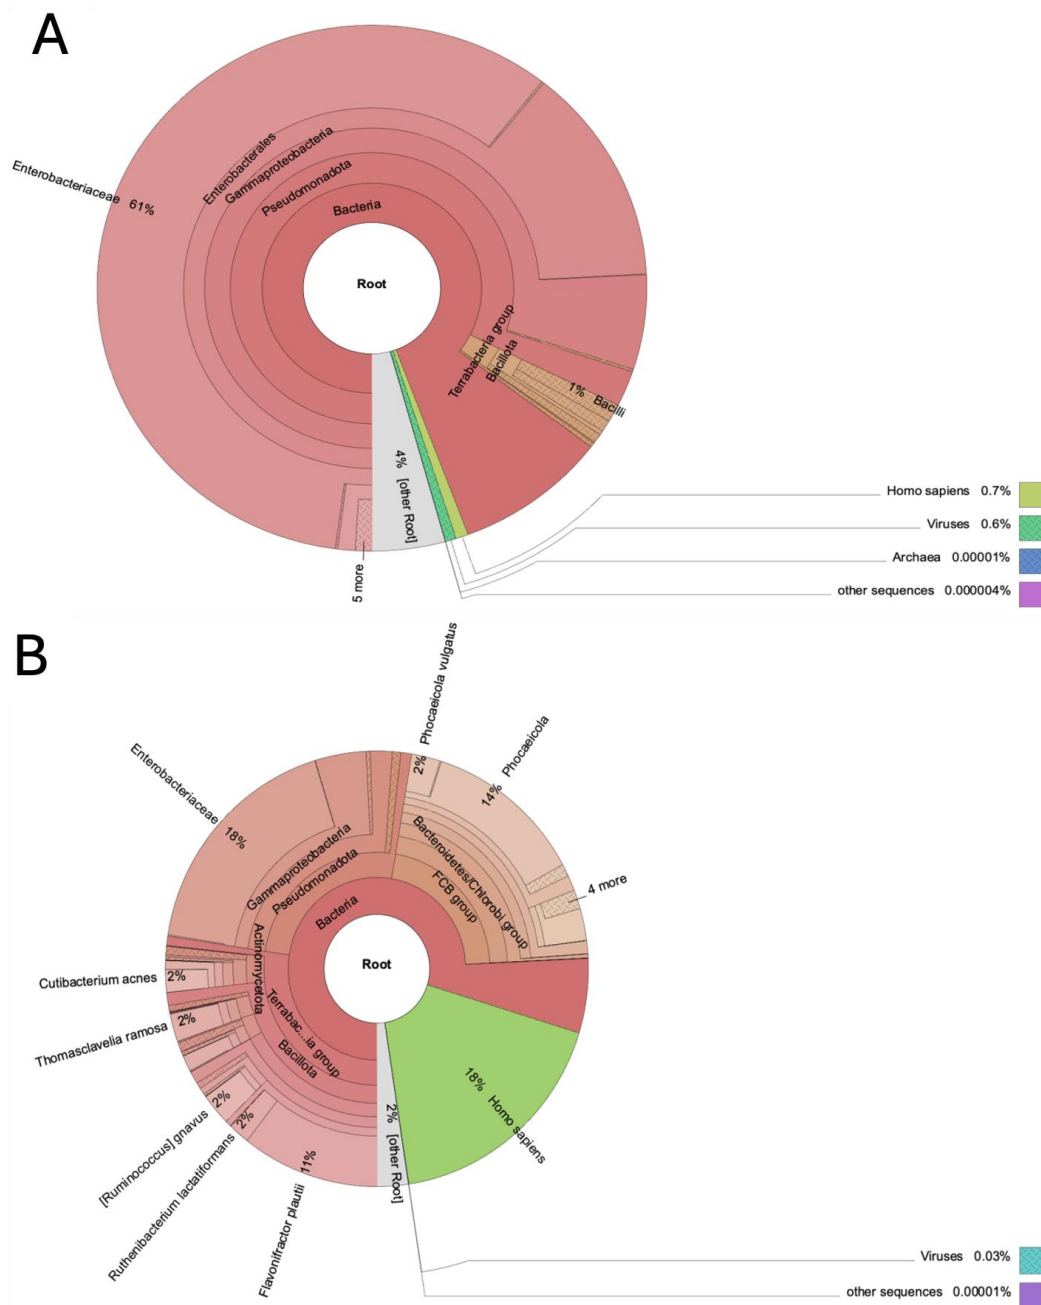 A
Enterobacteriaceae 61%
Enterobacterales
Gammaproteobacteria
Pseudomonadota
Bacteria
Root
Terrabacteria group
Bacillota
1% Bacilli
4% [other Root]
5 more
Homo sapiens 0.7%
Viruses 0.6%
Archaea 0.00001%
other sequences 0.000004%
B
2% Phocaeicola vulgatus
14% Phocaeicola
Enterobacteriaceae 18%
Gammaproteobacteria
Pseudomonadota
Bacteria
Bacteroidetes/Chlorobi group
FCB group
4 more
Root
Actinomycetota
Terrabac...ia group
Bacillota
Cutibacterium acnes 2%
Thomasclavelia ramosa 2%
[Ruminococcus] gnavus 2%
Ruthenibacterium lactatiformans 2%
Flavonifractor plautii 11%
2% [other Root]
18% Homo sapiens
Viruses 0.03%
other sequences 0.00001%